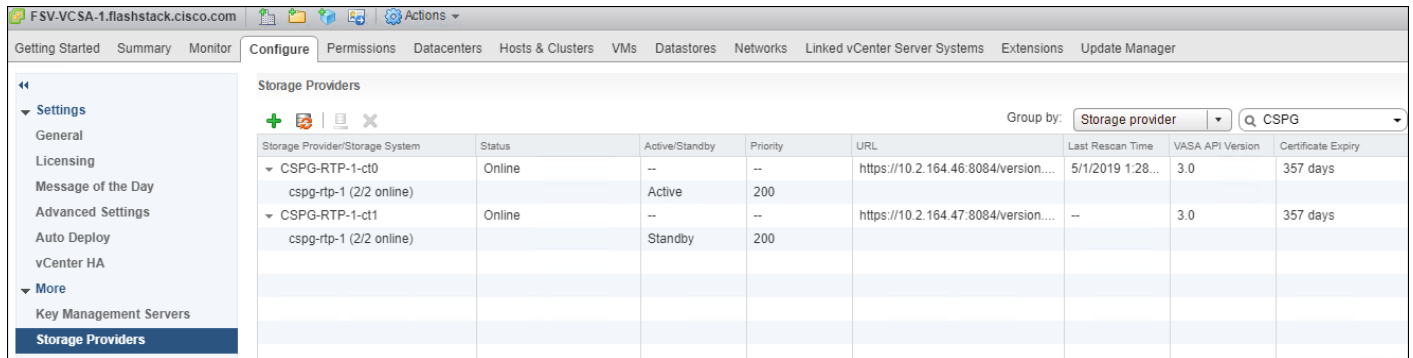 FSV-VCSA-1.flashstack.cisco.com Actions
Getting Started Summary Monitor Configure Permissions Datacenters Hosts & Clusters VMs Datastores Networks Linked vCenter Server Systems Extensions Update Manager
Settings
General
Licensing
Message of the Day
Advanced Settings
Auto Deploy
vCenter HA
More
Key Management Servers
Storage Providers
Storage Providers
Group by: Storage provider CSPG
Storage Provider/Storage System Status Active/Standby Priority URL Last Rescan Time VASA API Version Certificate Expiry
CSPG-RTP-1-ct0 Online -- -- https://10.2.164.46:8084/version.... 5/1/2019 1:28... 3.0 357 days
cspg-rtp-1 (2/2 online) Active 200
CSPG-RTP-1-ct1 Online -- -- https://10.2.164.47:8084/version.... -- 3.0 357 days
cspg-rtp-1 (2/2 online) Standby 200